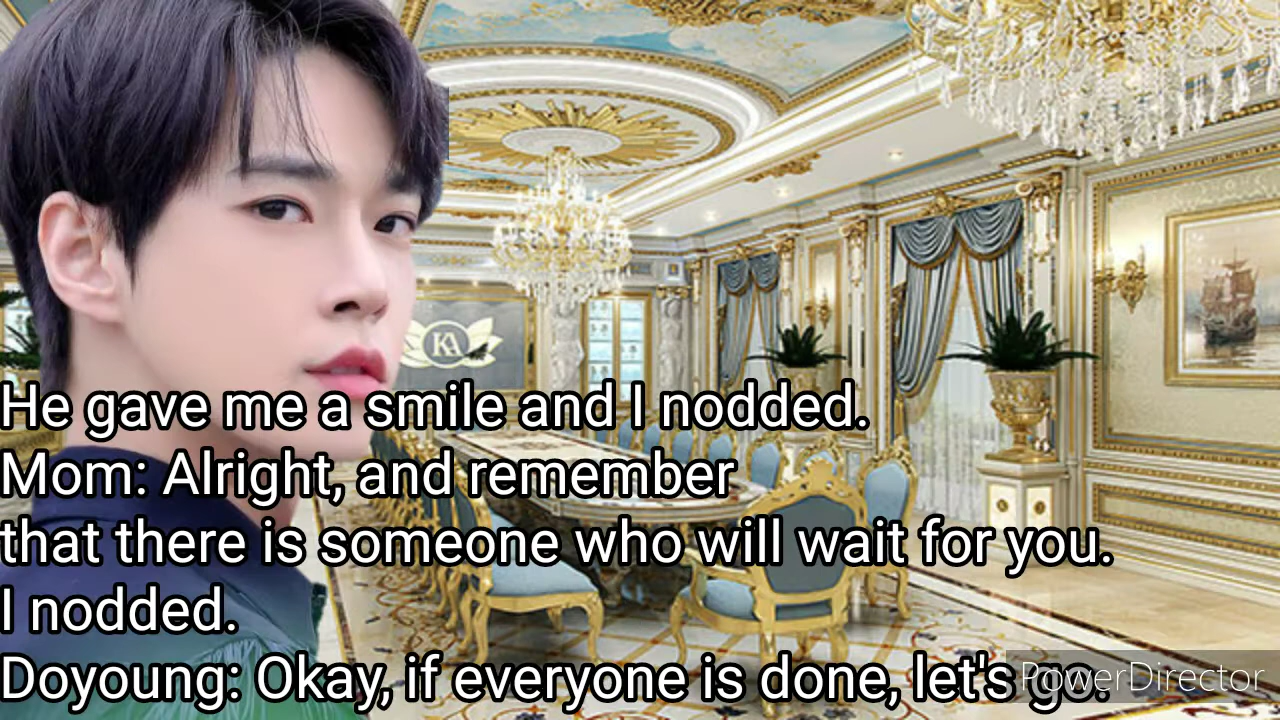 KA
He gave me a smile and I nodded.
Mom: Alright, and remember
that there is someone who will wait for you.
I nodded.
Doyoung: Okay, if everyone is done, let's go.
PowerDirector